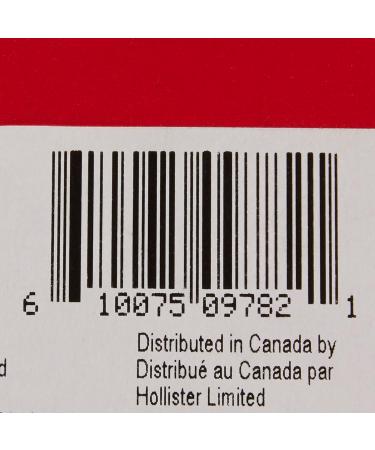 6 10075 09782 1
Distributed in Canada by
d Distribué au Canada par
Hollister Limited